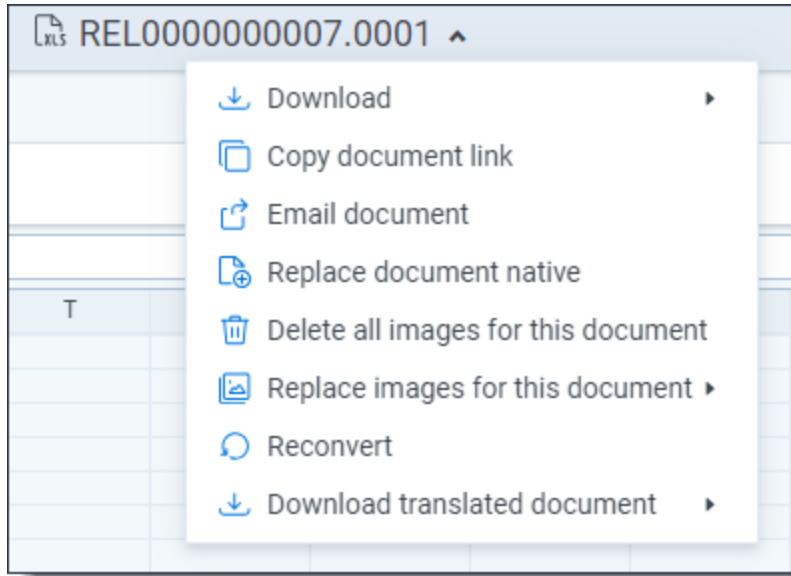 XLS REL0000000007.0001
Download
Copy document link
Email document
Replace document native
T
Delete all images for this document
Replace images for this document
Reconvert
Download translated document